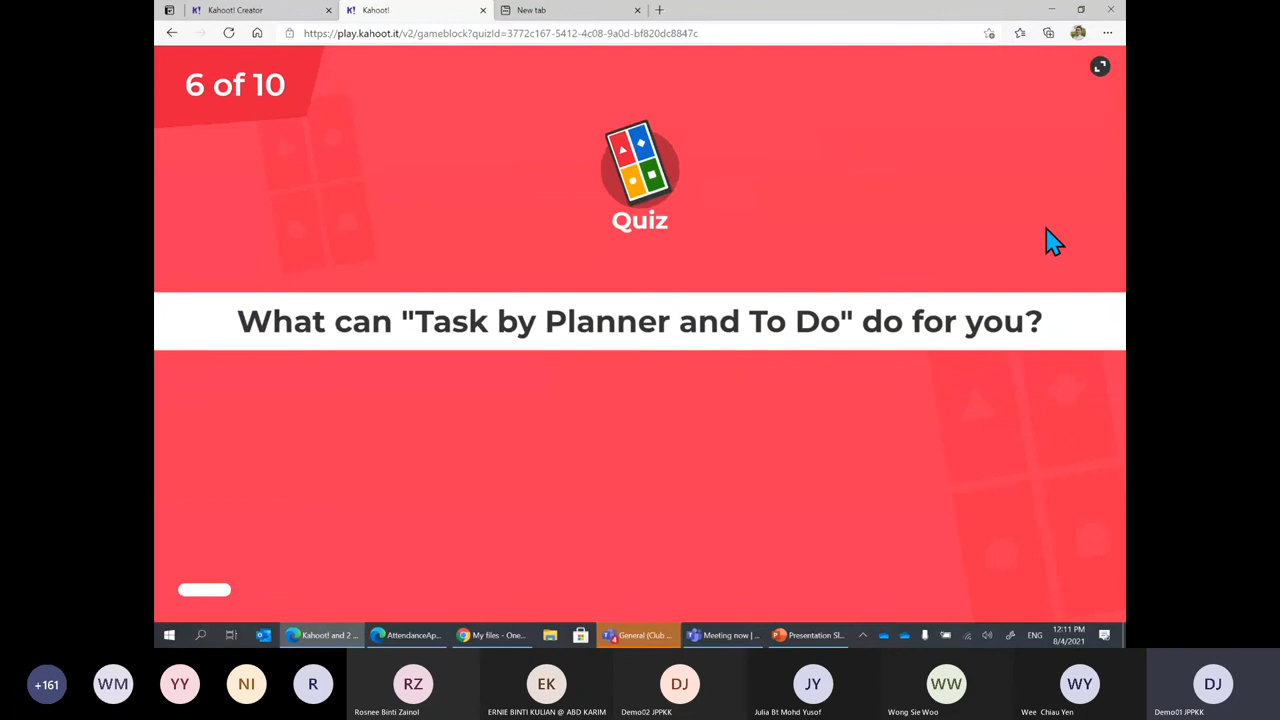 Kahoot! Creator
Kahoot!
New tab
https://play.kahoot.it/v2/gameblock?quizId=3772c167-5412-4c08-9a0d-bf820dc8847c
6 of 10
Quiz
What can "Task by Planner and To Do" do for you?
Kahoot! and 2 ...
AttendanceAp...
My files - One...
General (Club ...
Meeting now | ...
Presentation Sl...
ENG
12:11 PM
8/4/2021
+161
WM
YY
NI
R
RZ
Rosnee Binti Zainol
EK
ERNIE BINTI KULIAN @ ABD KARIM
DJ
Demo02 JPPKK
JY
Julia Bt Mohd Yusof
WW
Wong Sie Woo
WY
Wee Chiau Yen
DJ
Demo01 JPPKK